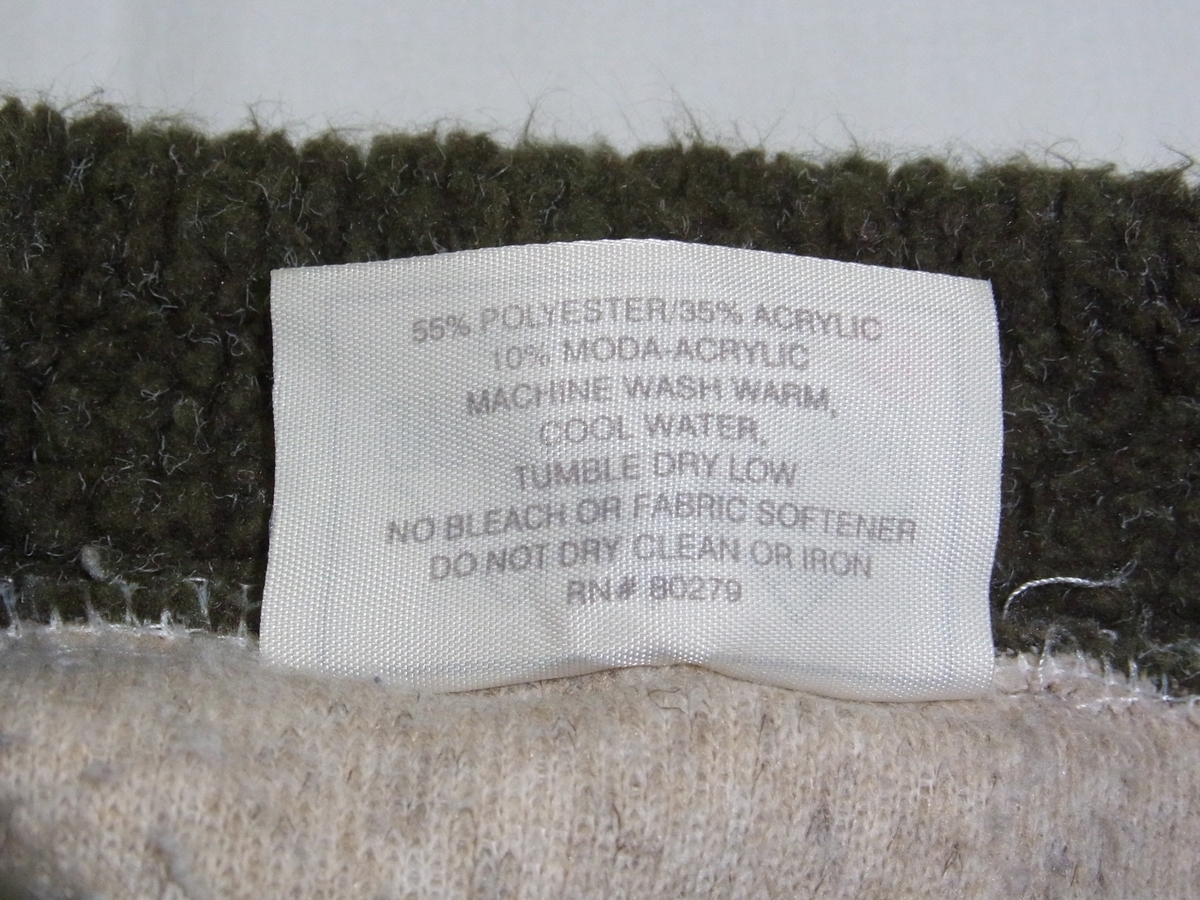 55% POLYESTER/35% ACRYLIC
10% MODA-ACRYLIC
MACHINE WASH WARM,
COOL WATER,
TUMBLE DRY LOW
NO BLEACH OR FABRIC SOFTENER
DO NOT DRY CLEAN OR IRON
RN# 80279